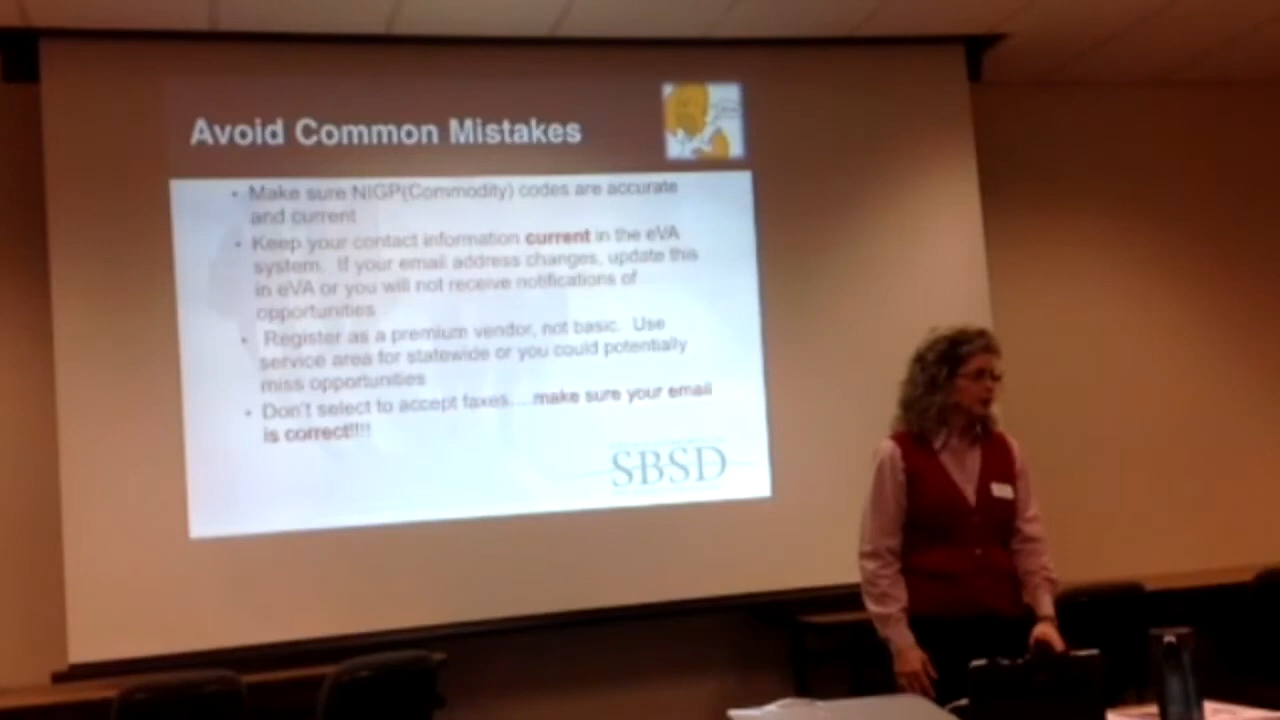 Avoid Common Mistakes
• Make sure NIGP(Commodity) codes are accurate
and current
• Keep your contact information current in the eVA
system. If your email address changes, update this
in eVA or you will not receive notifications of
opportunities
• Register as a premium vendor, not basic. Use
service area for statewide or you could potentially
miss opportunities
• Don't select to accept faxes....make sure your email
is correct!!!!
SBSD